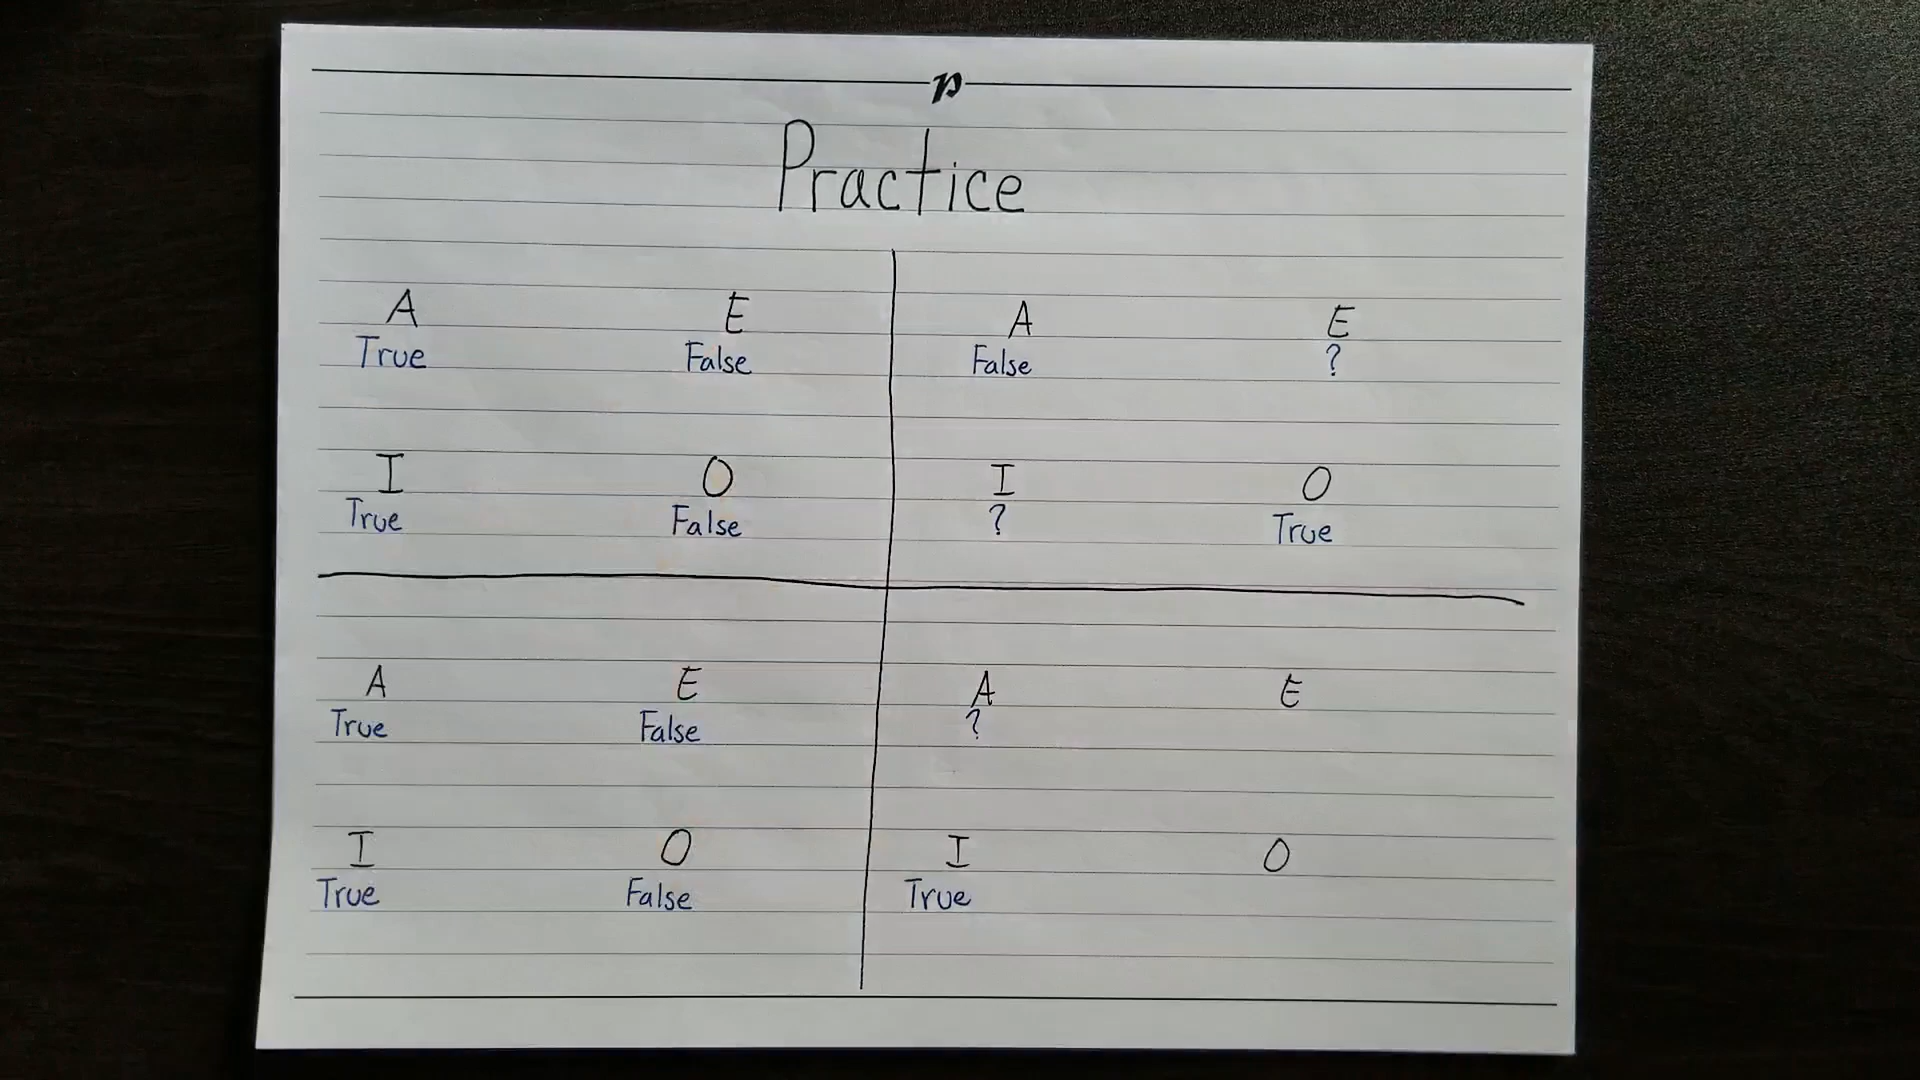 p
Practice
A E
True False
I O
True False
A E
False ?
I O
? True
A E
True False
I O
True False
A E
?
I O
True